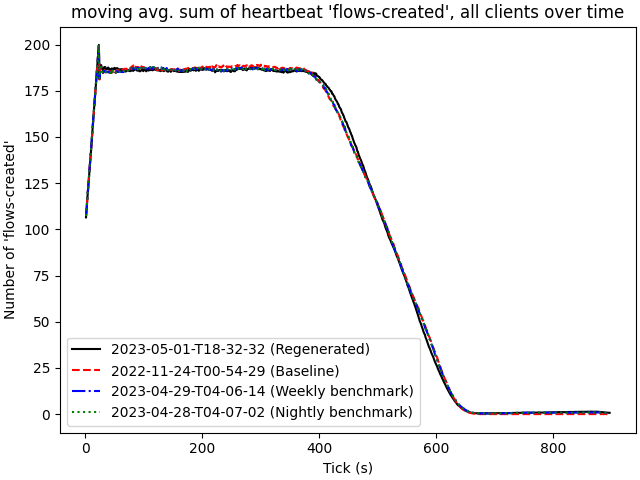 moving avg. sum of heartbeat 'flows-created', all clients over time
Number of 'flows-created'
200
175
150
125
100
75
50
25
0
2023-05-01-T18-32-32 (Regenerated)
2022-11-24-T00-54-29 (Baseline)
2023-04-29-T04-06-14 (Weekly benchmark)
2023-04-28-T04-07-02 (Nightly benchmark)
0 200 400 600 800
Tick (s)